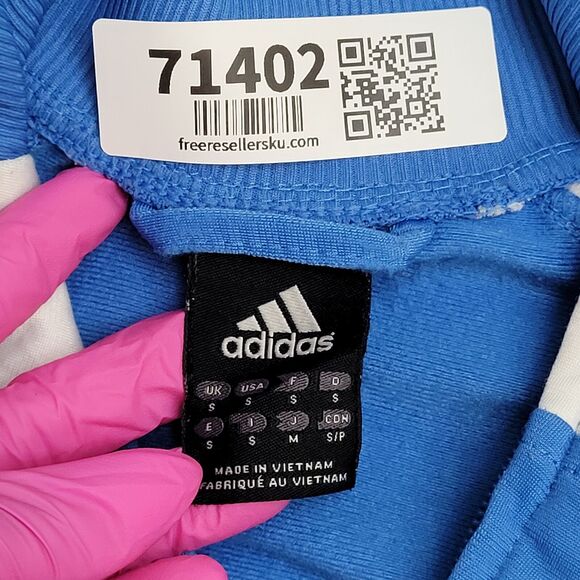 71402
freeresellersku.com
adidas
UK USA F D
S S S S
E I J CDN
S S M S/P
MADE IN VIETNAM
FABRIQUÉ AU VIETNAM